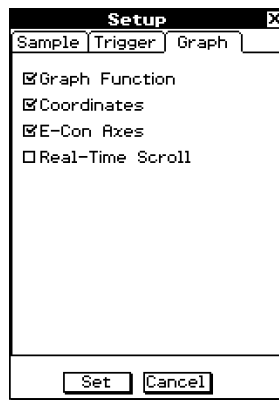 Setup X
Sample Trigger Graph
Graph Function
Coordinates
E-Con Axes
Real-Time Scroll
Set Cancel